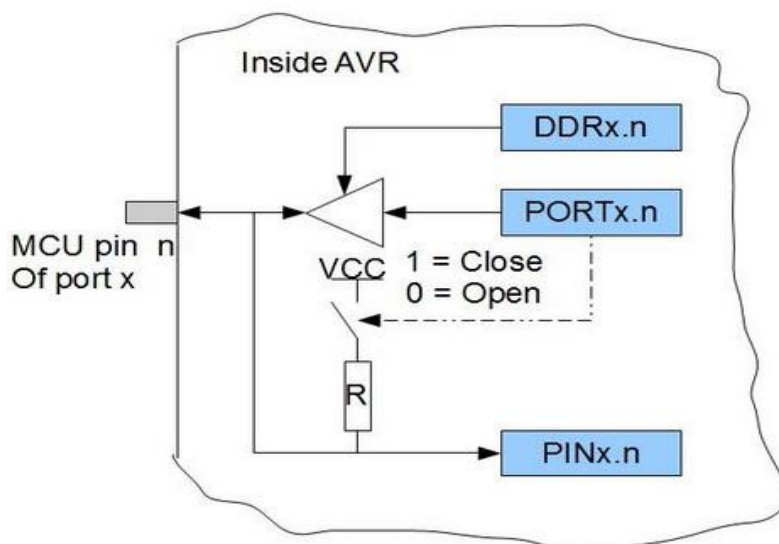 Inside AVR
DDRx.n
PORTx.n
MCU pin n
Of port x
VCC
1 = Close
0 = Open
R
PINx.n